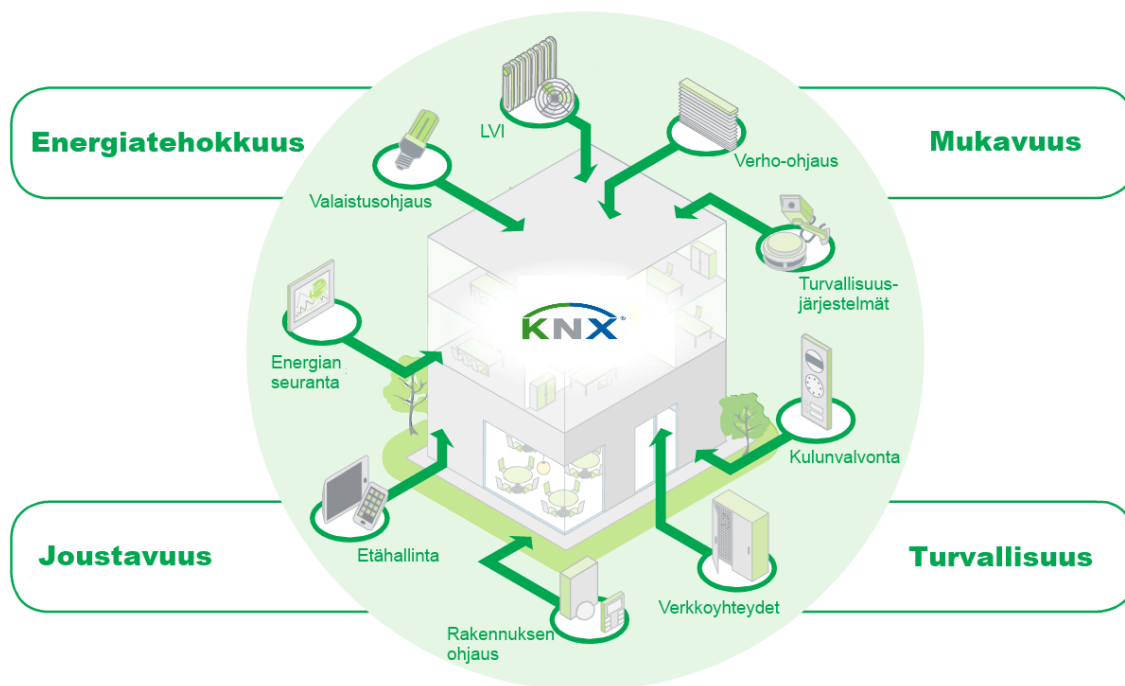 LVI
Energiatehokkuus
Mukavuus
Verho-ohjaus
Valaistusohjaus
Turvallisuus-
järjestelmät
KNX®
Energian
seuranta
Kulunvalvonta
Joustavuus
Etähallinta
Turvallisuus
Verkkoyhteydet
Rakennuksen
ohjaus